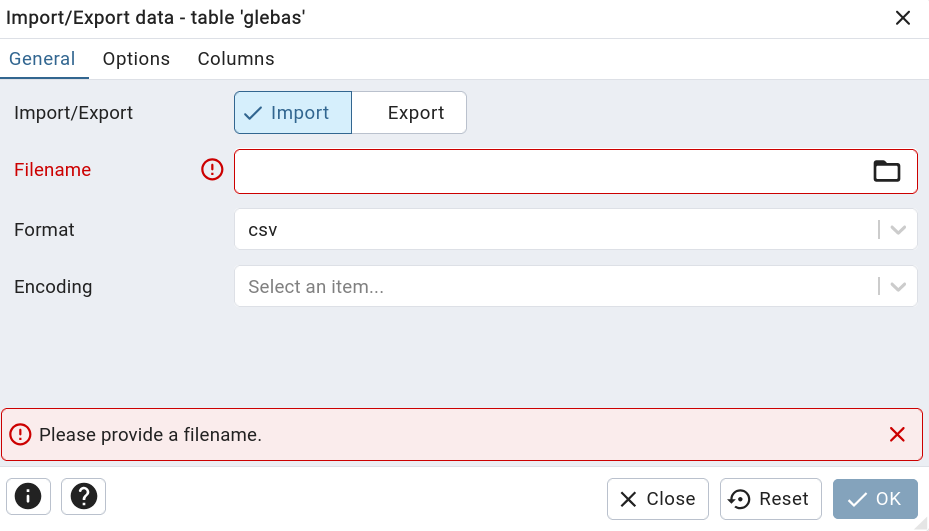 Import/Export data - table 'glebas'
General Options Columns
Import/Export Import Export
Filename
Format csv
Encoding Select an item...
Please provide a filename.
Close Reset OK